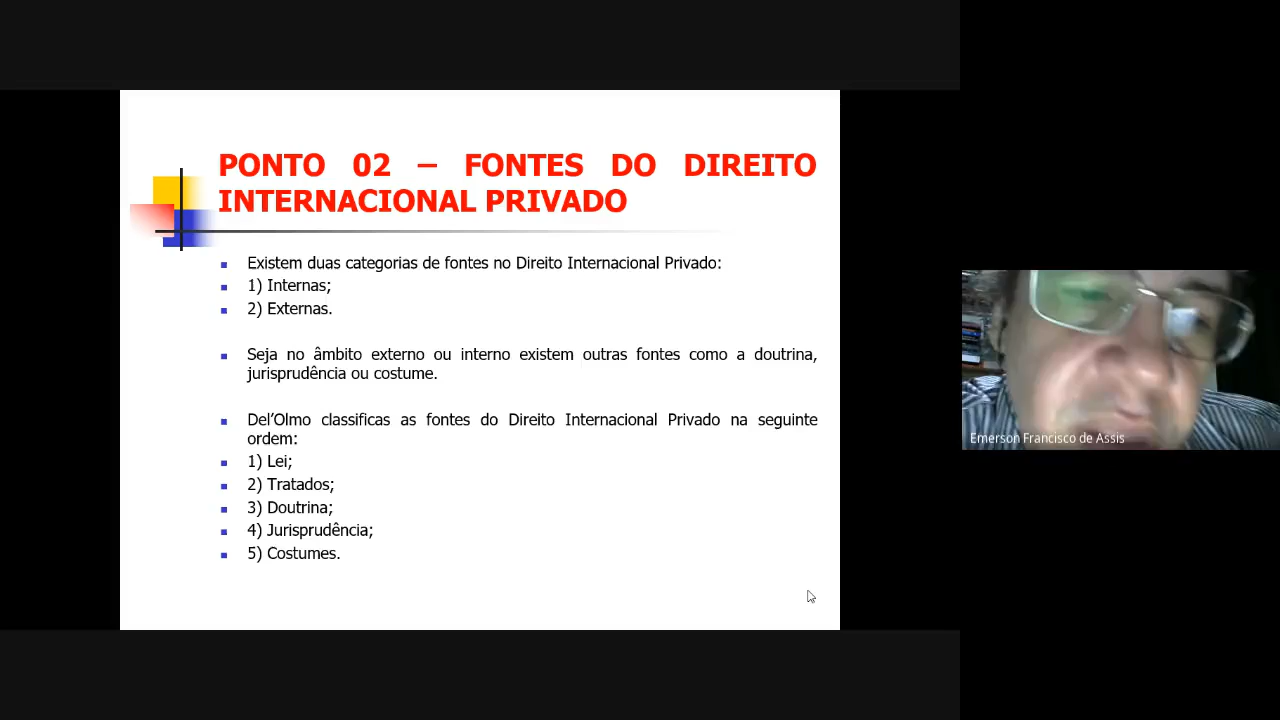 PONTO 02 – FONTES DO DIREITO
INTERNACIONAL PRIVADO
Existem duas categorias de fontes no Direito Internacional Privado:
1) Internas;
2) Externas.
Seja no âmbito externo ou interno existem outras fontes como a doutrina,
jurisprudência ou costume.
Del’Olmo classificas as fontes do Direito Internacional Privado na seguinte
ordem:
1) Lei;
2) Tratados;
3) Doutrina;
4) Jurisprudência;
5) Costumes.
Emerson Francisco de Assis